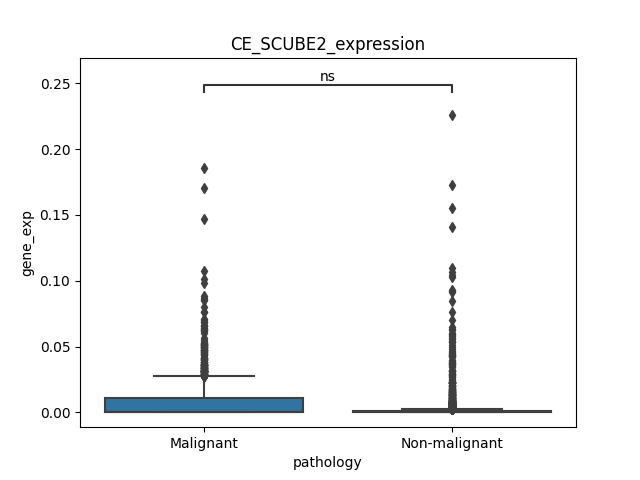 CE_SCUBE2_expression
ns
0.25
0.20
0.15
0.10
0.05
0.00
gene_exp
Malignant
Non-malignant
pathology